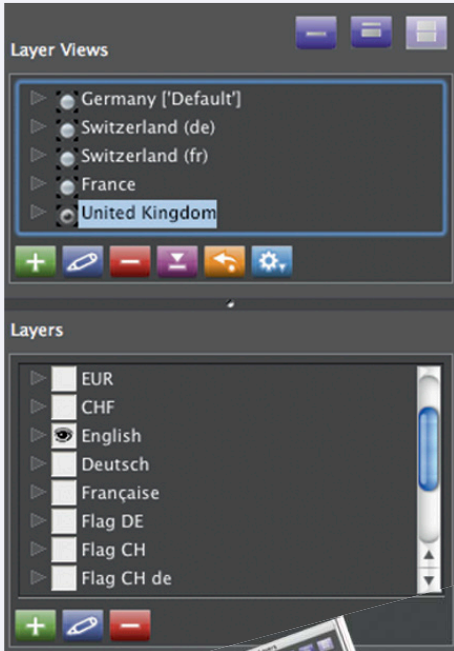 Layer Views
Germany ['Default']
Switzerland (de)
Switzerland (fr)
France
United Kingdom
Layers
EUR
CHF
English
Deutsch
Française
Flag DE
Flag CH
Flag CH de